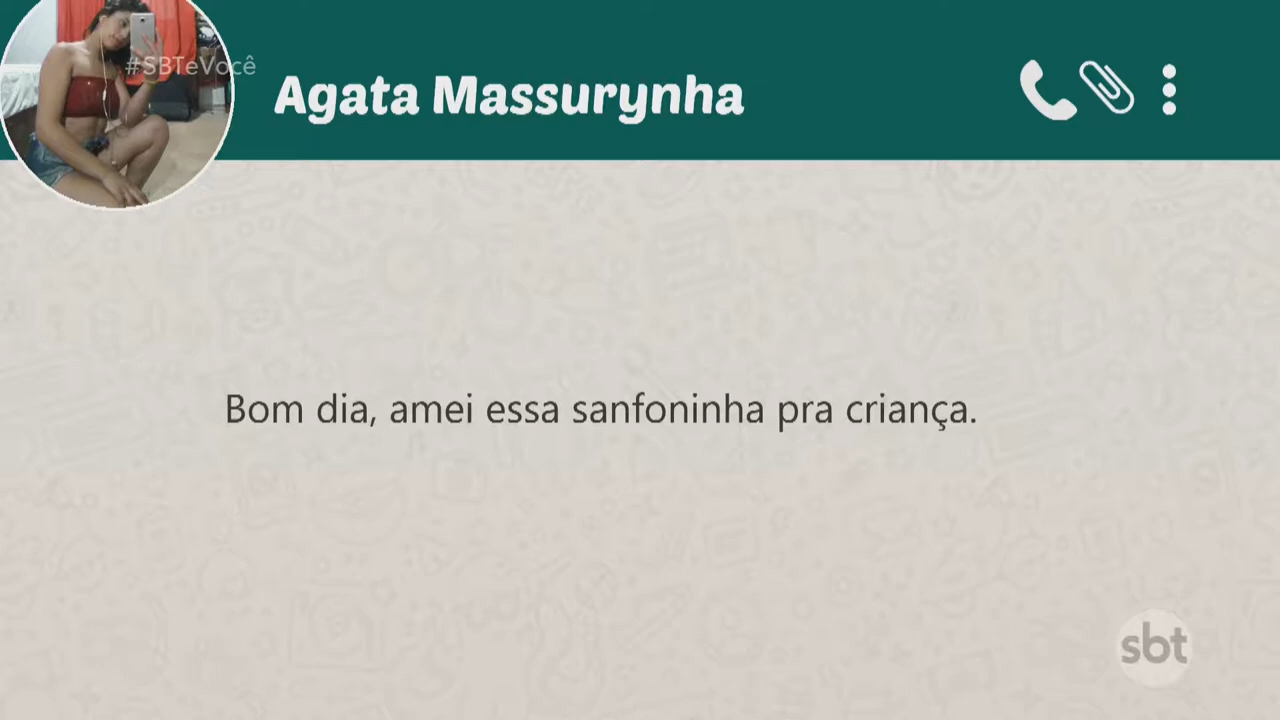 #SBTeVocê
Agata Massurynha
Bom dia, amei essa sanfoninha pra criança.
sbt